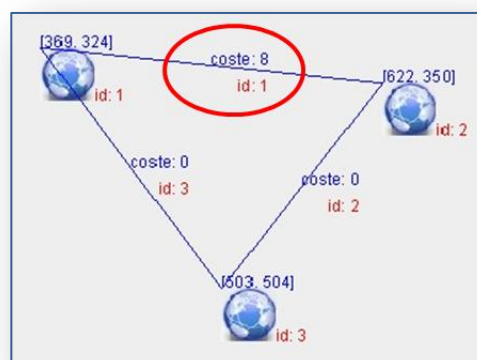 [369, 324]
coste: 8
id: 1
[622, 350]
id: 1
id: 2
coste: 0
id: 3
coste: 0
id: 2
[503, 504]
id: 3